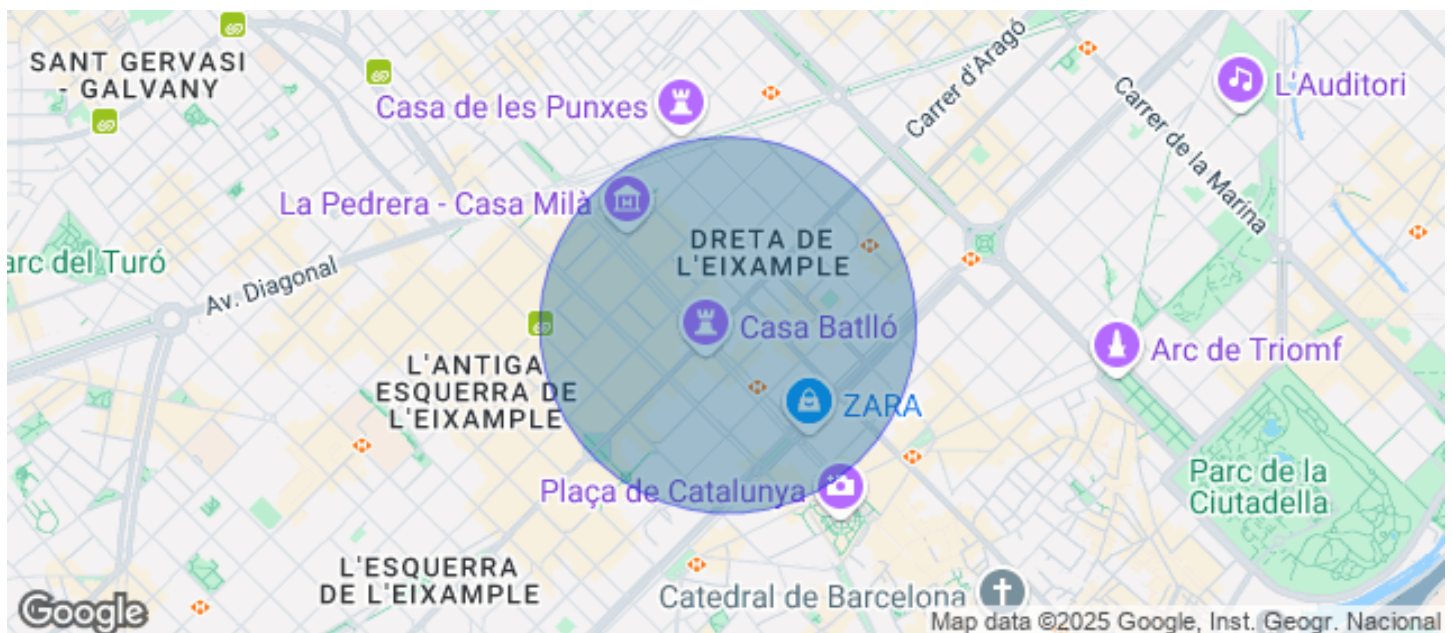 SANT GERVASI
- GALVANY
Casa de les Punxes
Carrer d'Aragó
Carrer de la Marina
L'Auditori
La Pedrera - Casa Milà
DRETA DE
L'EIXAMPLE
arc del Turó
Av. Diagonal
Casa Batlló
Arc de Triomf
L'ANTIGA
ESQUERRA DE
L'EIXAMPLE
ZARA
Plaça de Catalunya
Parc de la
Ciutadella
L'ESQUERRA
DE L'EIXAMPLE
Catedral de Barcelona
Google
Map data ©2025 Google, Inst. Geogr. Nacional